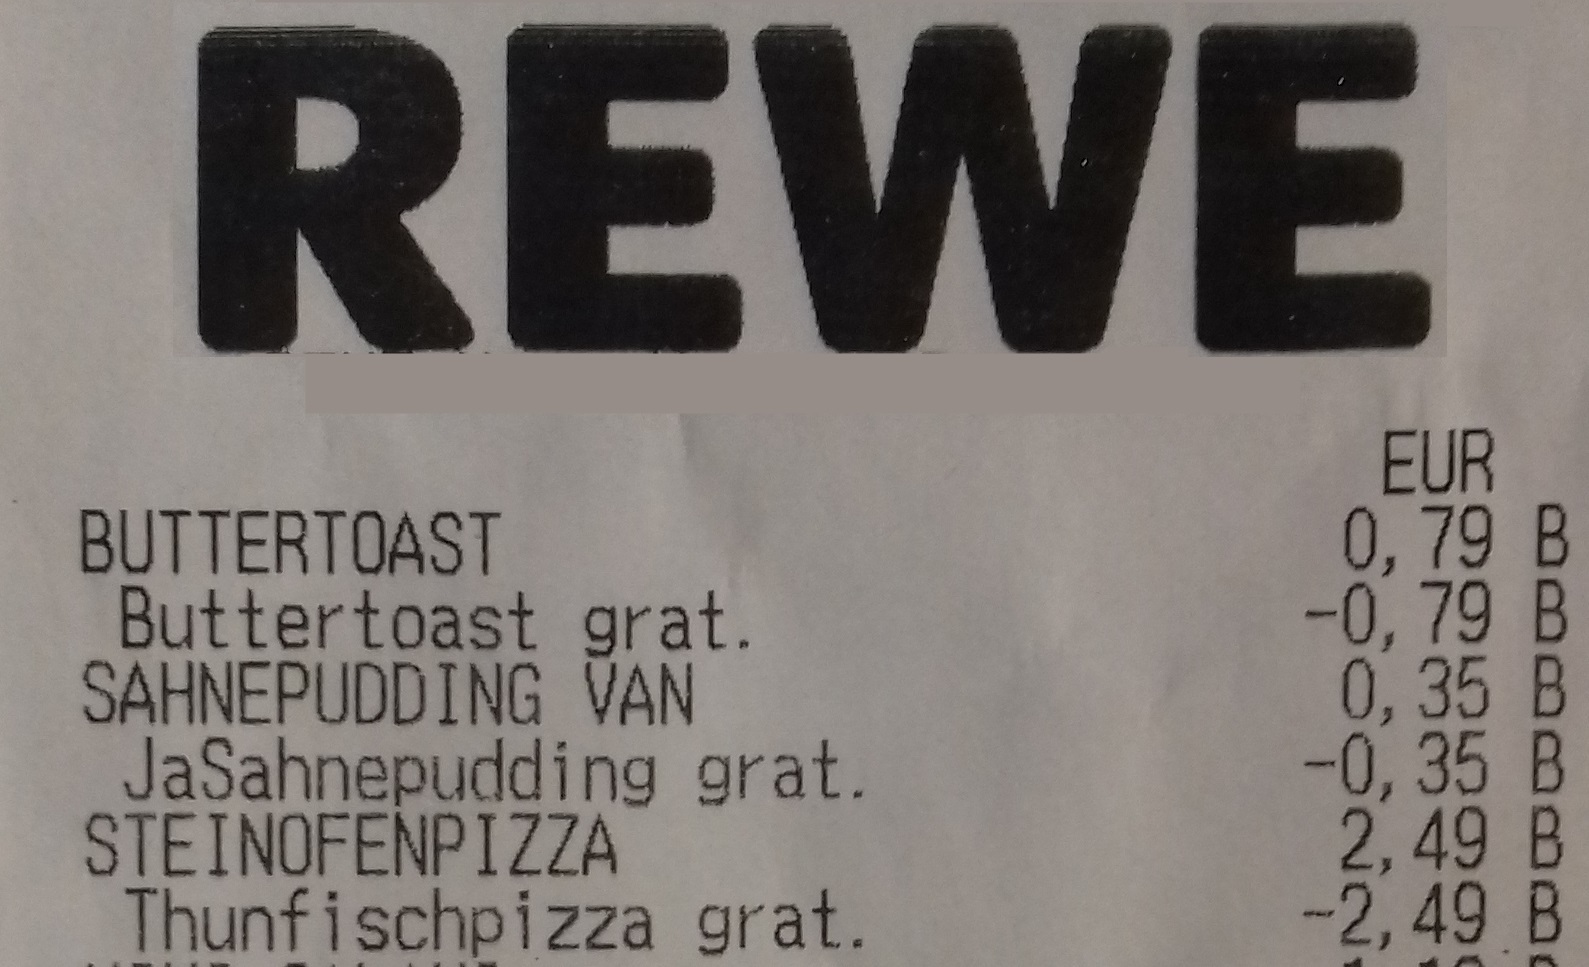 REWE
EUR
BUTTERTOAST 0,79 B
Buttertoast grat. -0,79 B
SAHNEPUDDING VAN 0,35 B
JaSahnepudding grat. -0,35 B
STEINOFENPIZZA 2,49 B
Thunfischpizza grat. -2,49 B